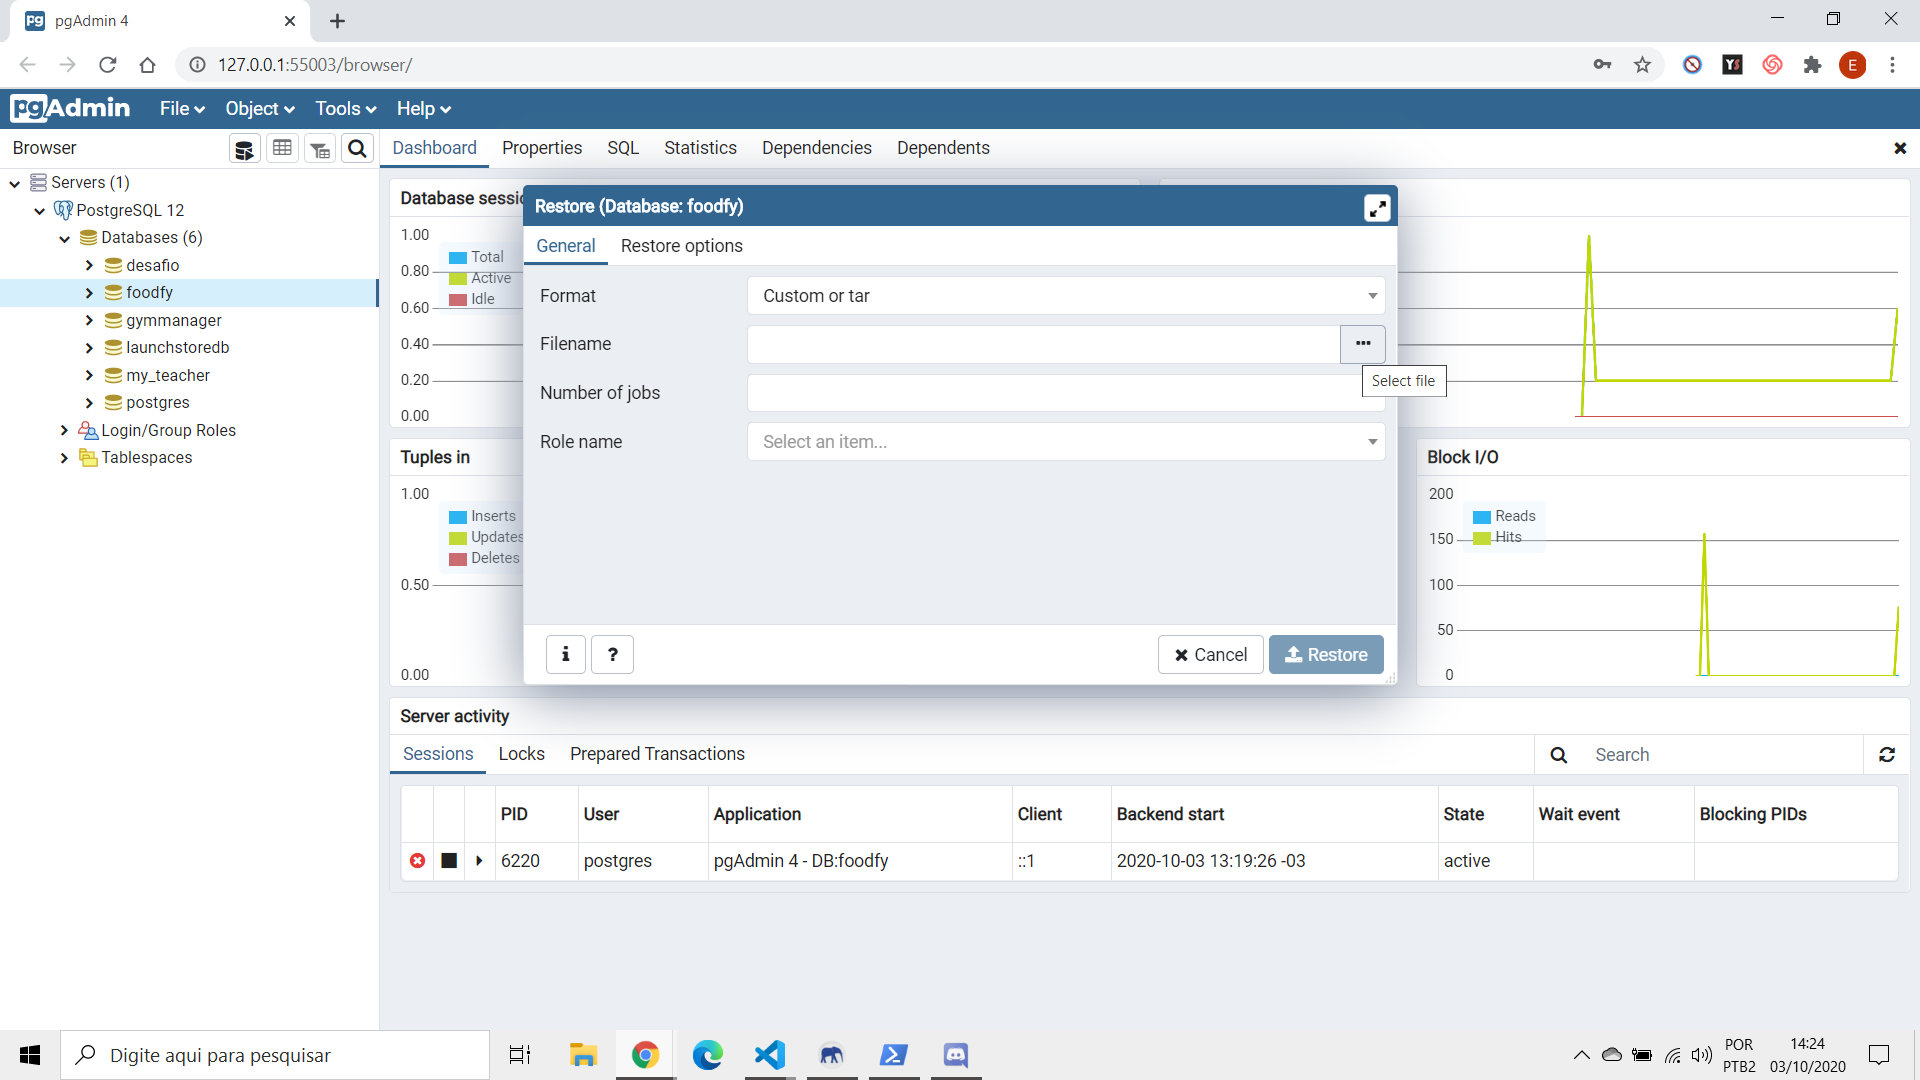 pgAdmin 4
127.0.0.1:55003/browser/
E
pgAdmin File Object Tools Help
Browser
Dashboard Properties SQL Statistics Dependencies Dependents
Servers (1)
PostgreSQL 12
Databases (6)
desafio
foodfy
gymmanager
launchstoredb
my_teacher
postgres
Login/Group Roles
Tablespaces
Database sessi
1.00
0.80
0.60
0.40
0.20
0.00
Total
Active
Idle
Restore (Database: foodfy)
General Restore options
Format Custom or tar
Filename
Select file
Number of jobs
Role name Select an item...
i ? Cancel Restore
Tuples in
1.00
0.50
0.00
Inserts
Updates
Deletes
Block I/O
200
150
100
50
0
Reads
Hits
Server activity
Sessions Locks Prepared Transactions Search
PID User Application Client Backend start State Wait event Blocking PIDs
6220 postgres pgAdmin 4 - DB:foodfy ::1 2020-10-03 13:19:26 -03 active
Digite aqui para pesquisar
POR
PTB2
14:24
03/10/2020